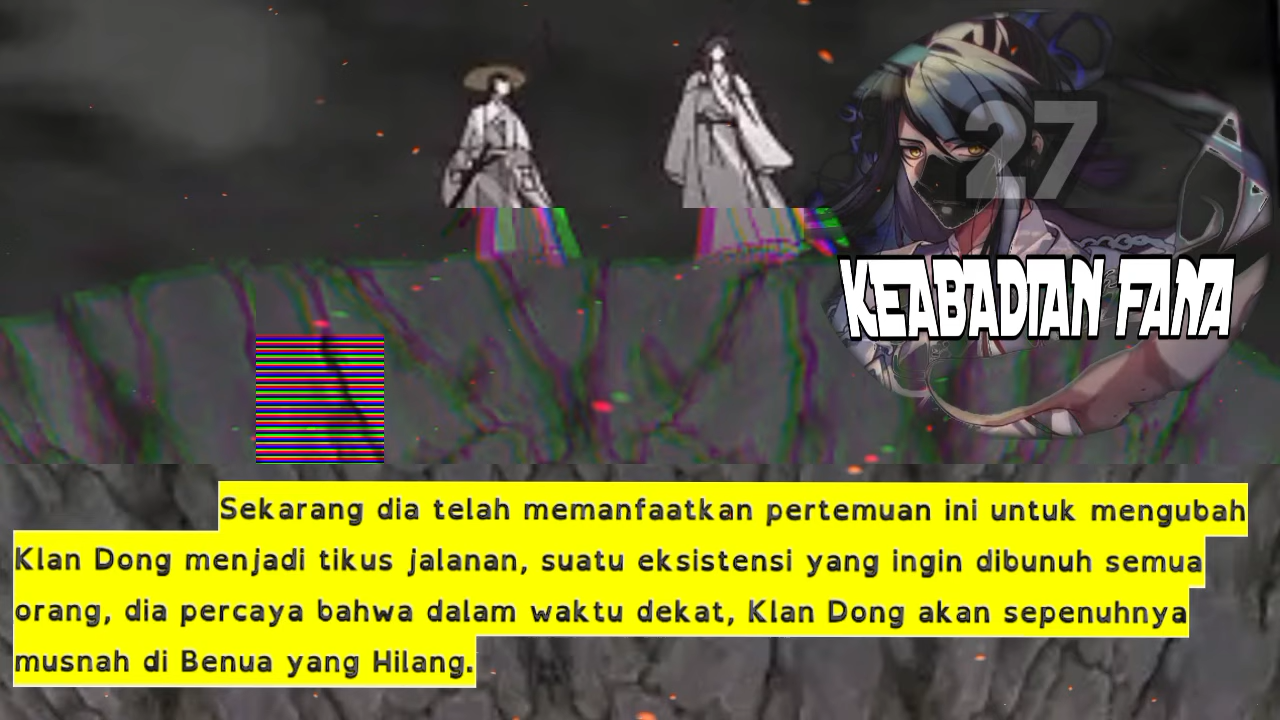 27
KEABADIAN FANA
Sekarang dia telah memanfaatkan pertemuan ini untuk mengubah
Klan Dong menjadi tikus jalanan, suatu eksistensi yang ingin dibunuh semua
orang, dia percaya bahwa dalam waktu dekat, Klan Dong akan sepenuhnya
musnah di Benua yang Hilang.